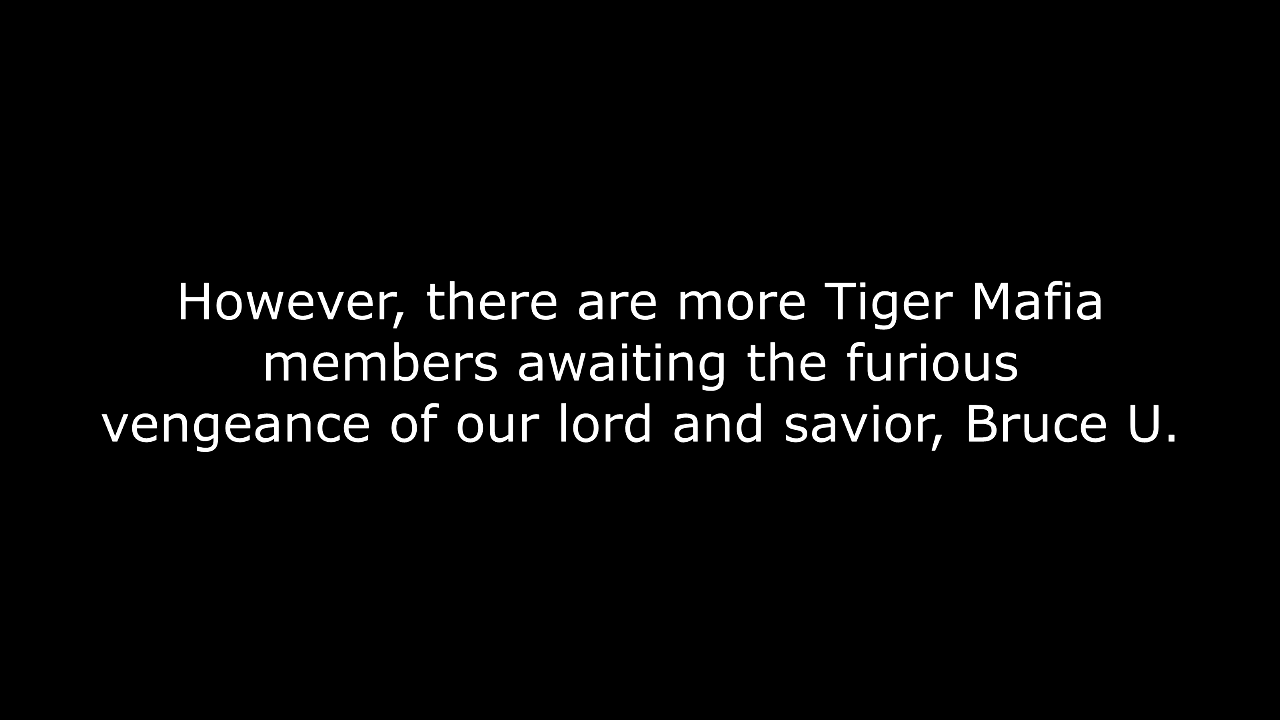 However, there are more Tiger Mafia
members awaiting the furious
vengeance of our lord and savior, Bruce U.